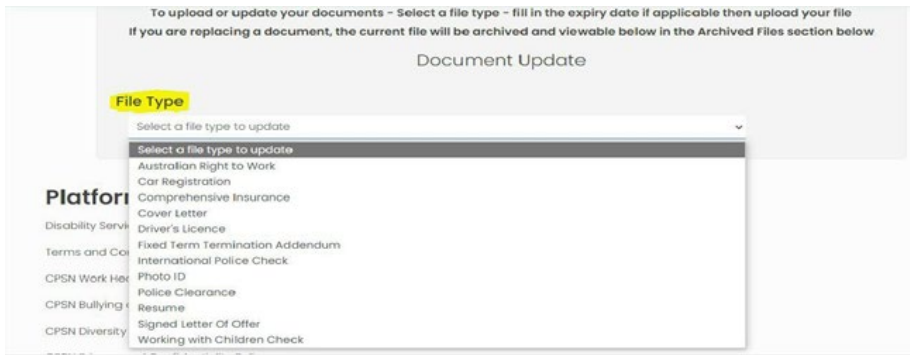 To upload or update your documents - Select a file type - fill in the expiry date if applicable then upload your file
If you are replacing a document, the current file will be archived and viewable below in the Archived Files section below
Document Update
File Type
Select a file type to update
Select a file type to update
Australian Right to Work
Car Registration
Comprehensive Insurance
Cover Letter
Driver's Licence
Fixed Term Termination Addendum
International Police Check
Photo ID
Police Clearance
Resume
Signed Letter Of Offer
Working with Children Check
Platfor
Disability Servi
Terms and Co
CPSN Work Hea
CPSN Bullying
CPSN Diversity